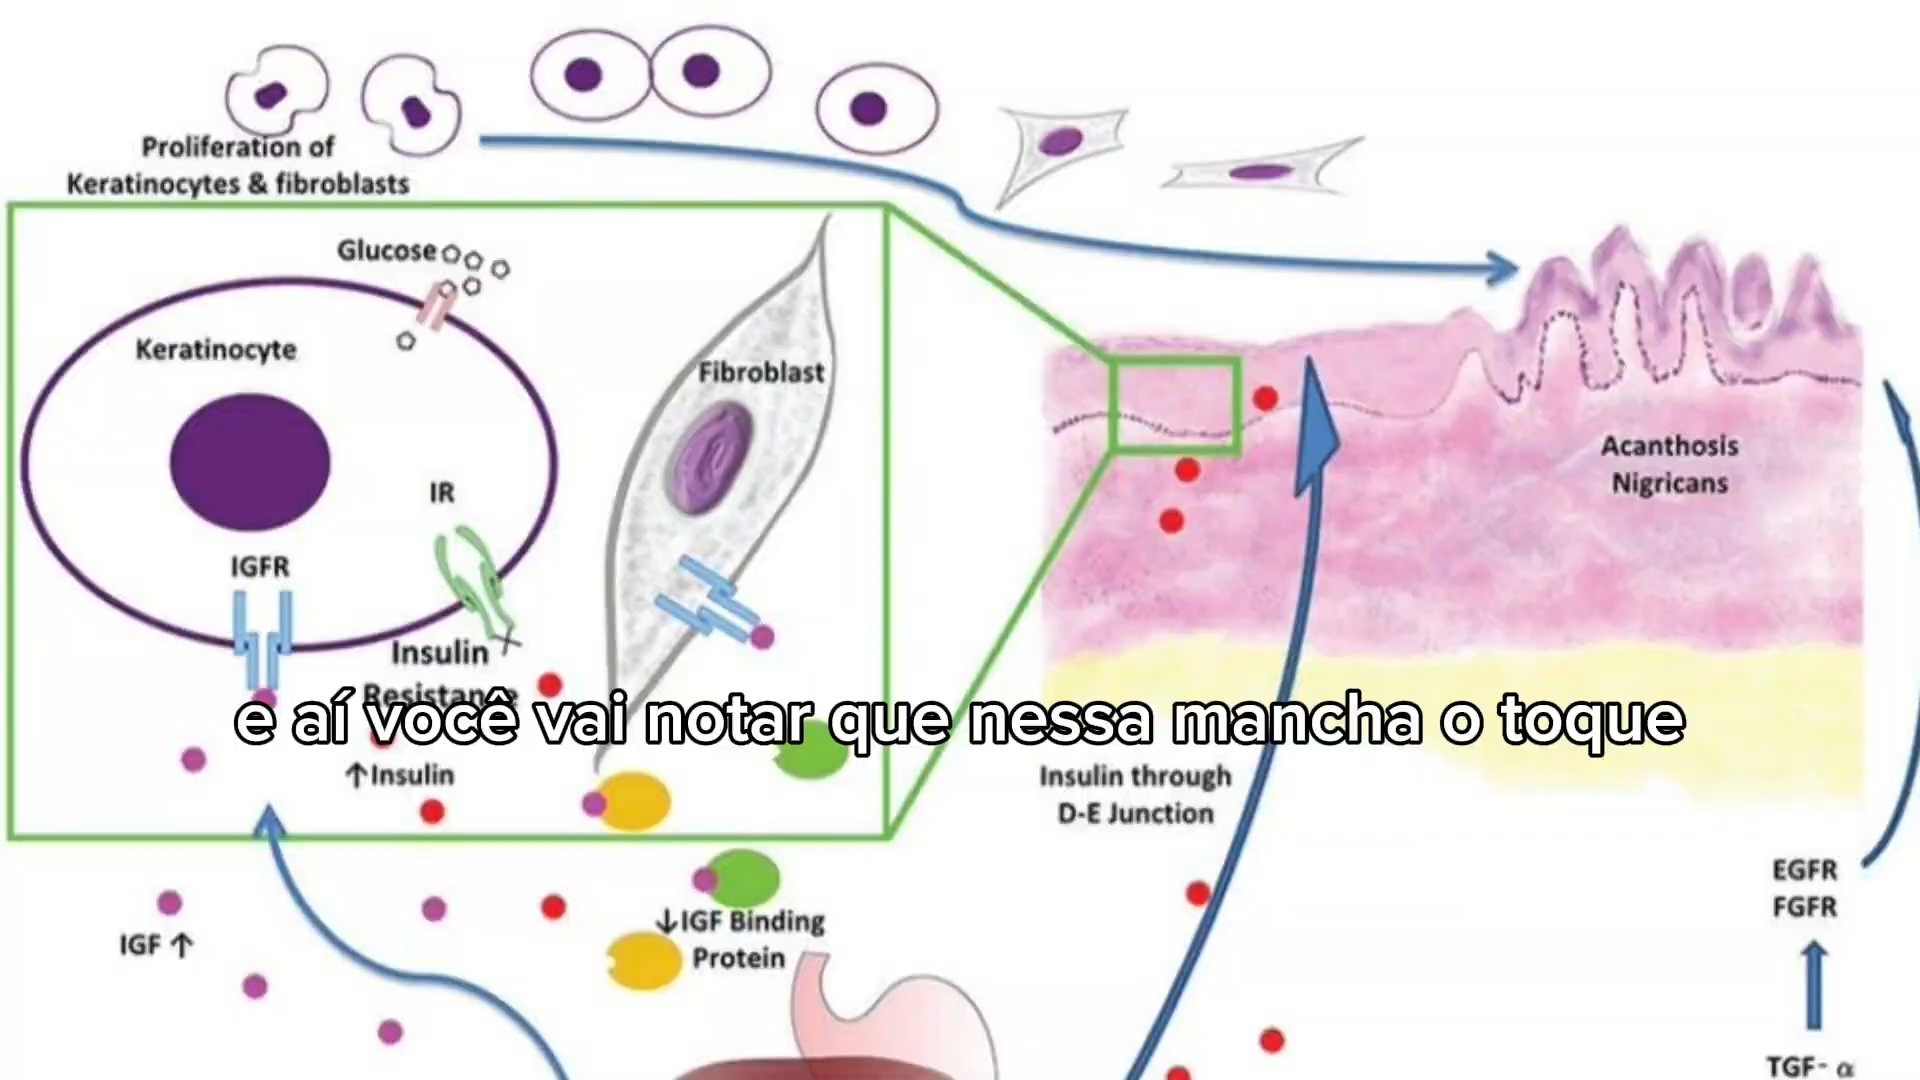 Proliferation of
Keratinocytes & fibroblasts
Glucose
Keratinocyte
Fibroblast
IR
IGFR
Insulin
Resistance
Acanthosis
Nigricans
e aí você vai notar que nessa mancha o toque
↑Insulin
Insulin through
D-E Junction
EGFR
FGFR
↓IGF Binding
Protein
IGF ↑
TGF- α